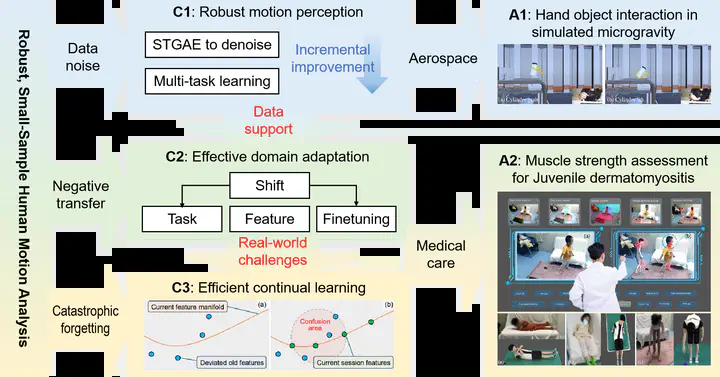 Robust, Small-Sample Human Motion Analysis
Data
noise
C1: Robust motion perception
STGAE to denoise
Multi-task learning
Incremental
improvement
Data
support
Aerospace
A1: Hand object interaction in
simulated microgravity
Negative
transfer
C2: Effective domain adaptation
Shift
Task
Feature
Finetuning
Real-world
challenges
Medical
care
A2: Muscle strength assessment
for Juvenile dermatomyositis
(a)
(b)
Catastrophic
forgetting
C3: Efficient continual learning
Current feature manifold
(a)
Deviated old features
(b)
Confusion
area
Current session features